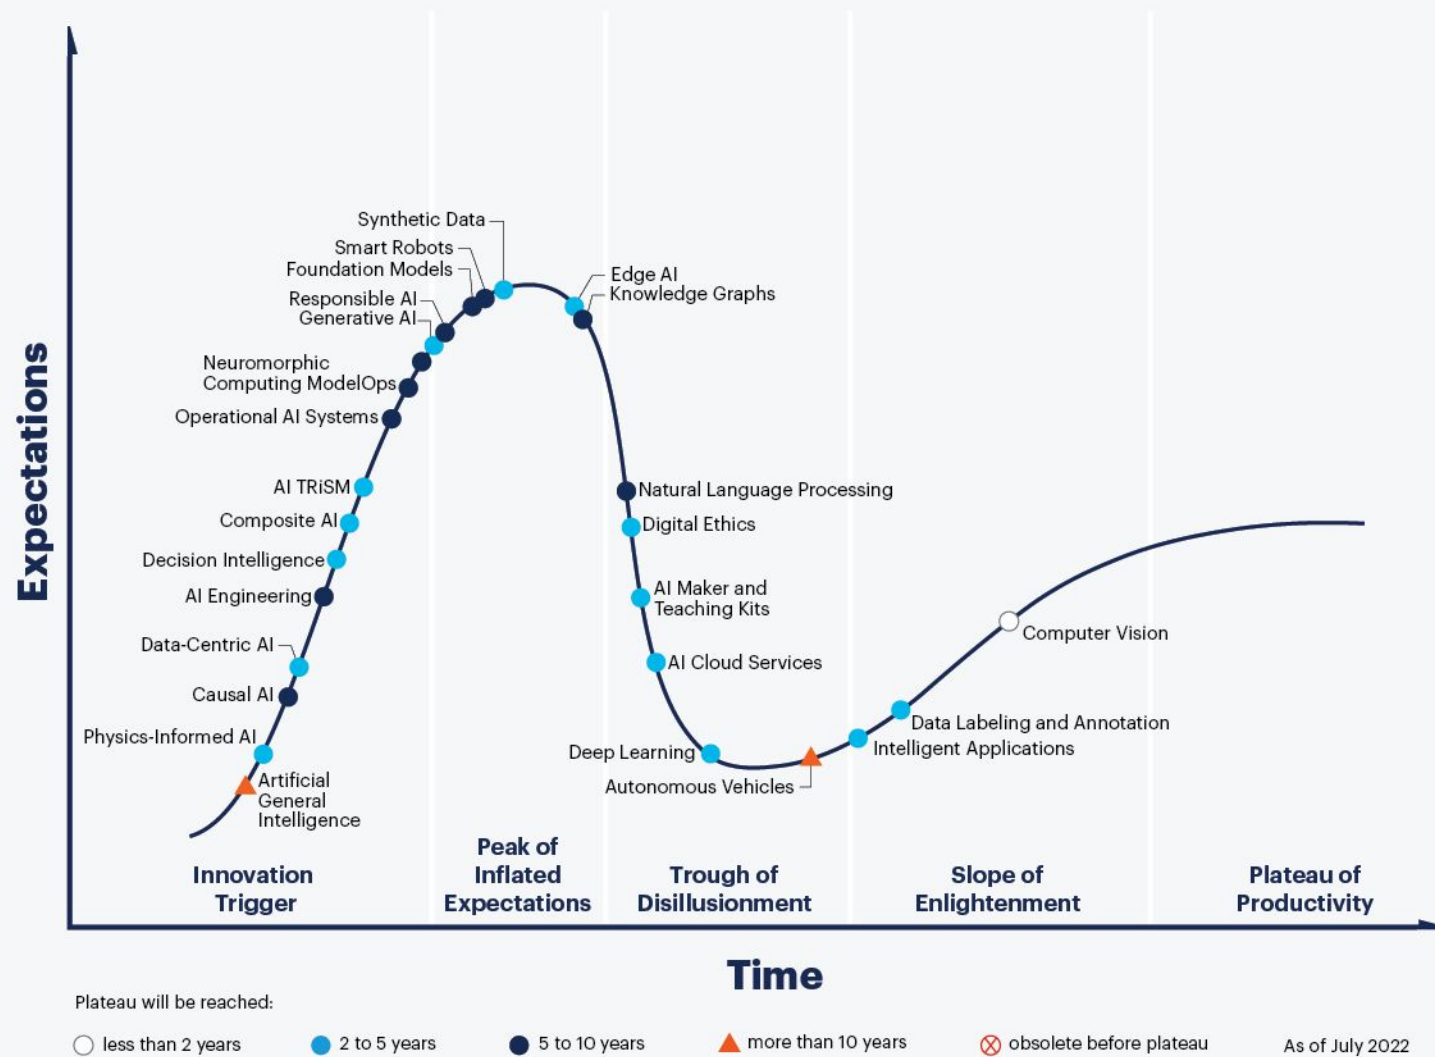 Expectations
Synthetic Data
Smart Robots
Foundation Models
Responsible AI
Generative AI
Neuromorphic
Computing ModelOps
Operational AI Systems
AI TRiSM
Composite AI
Decision Intelligence
AI Engineering
Data-Centric AI
Causal AI
Physics-Informed AI
Artificial
General
Intelligence
Edge AI
Knowledge Graphs
Natural Language Processing
Digital Ethics
AI Maker and
Teaching Kits
AI Cloud Services
Deep Learning
Autonomous Vehicles
Computer Vision
Data Labeling and Annotation
Intelligent Applications
Innovation
Trigger
Peak of
Inflated
Expectations
Trough of
Disillusionment
Slope of
Enlightenment
Plateau of
Productivity
Time
Plateau will be reached:
less than 2 years
2 to 5 years
5 to 10 years
more than 10 years
obsolete before plateau
As of July 2022